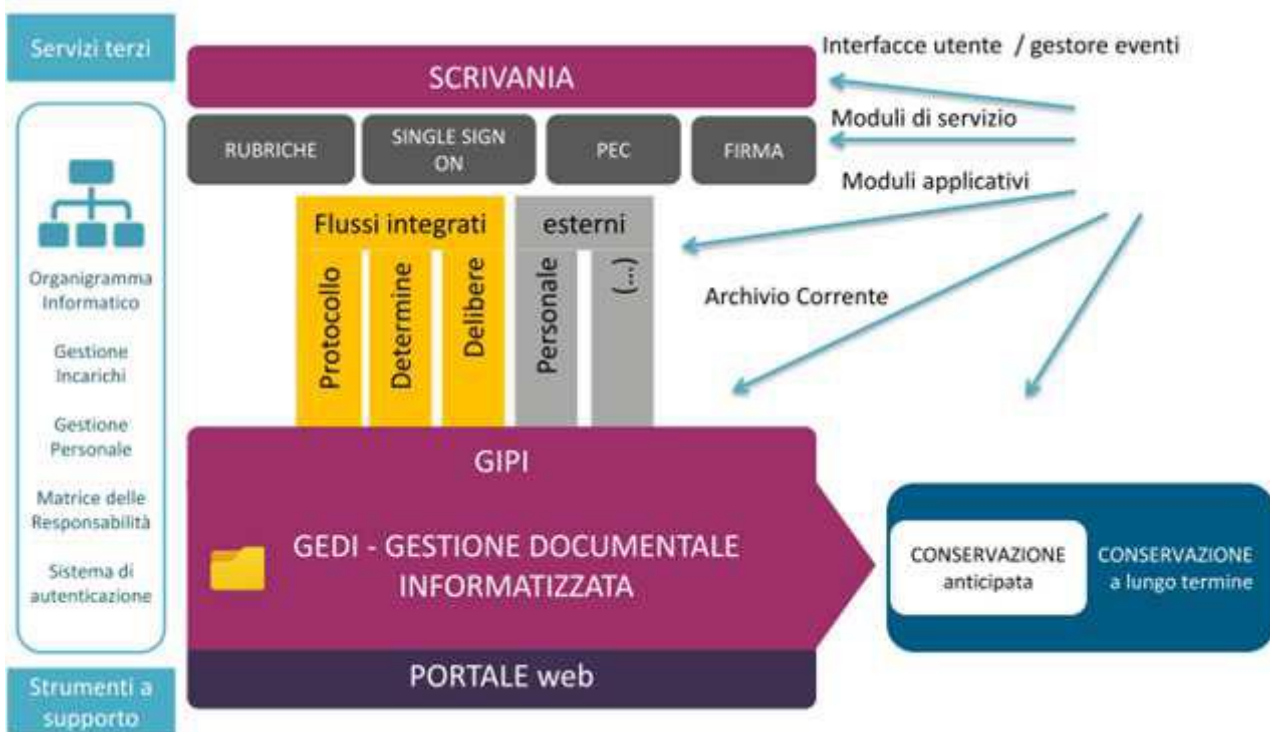 Servizi terzi
Organigramma
Informatico
Gestione
Incarichi
Gestione
Personale
Matrice delle
Responsabilità
Sistema di
autenticazione
Strumenti a
supporto
SCRIVANIA
RUBRICHE
SINGLE SIGN
ON
PEC
FIRMA
Flussi integrati
esterni
Protocollo
Determine
Delibere
Personale
(...)
GIPI
GEDI - GESTIONE DOCUMENTALE
INFORMATIZZATA
PORTALE web
Interfacce utente / gestore eventi
Moduli di servizio
Moduli applicativi
Archivio Corrente
CONSERVAZIONE
anticipata
CONSERVAZIONE
a lungo termine